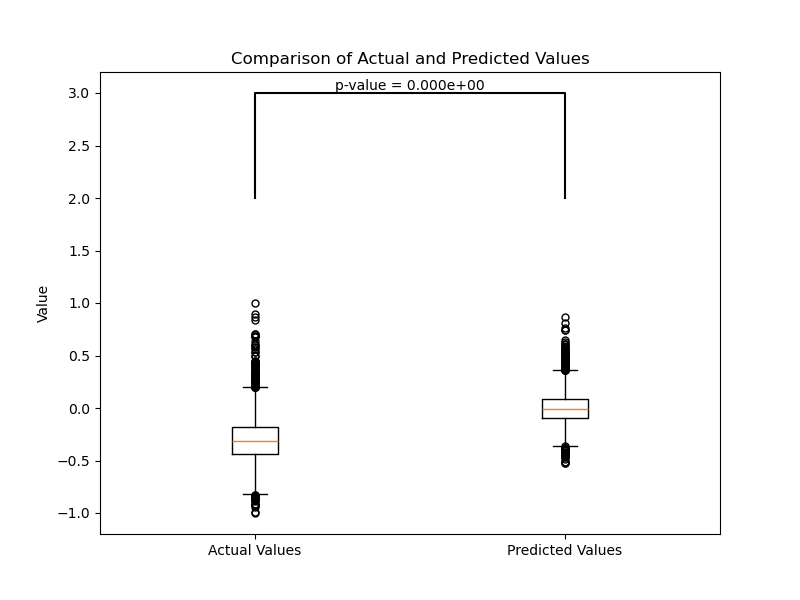 Comparison of Actual and Predicted Values
p-value = 0.000e+00
3.0
2.5
2.0
1.5
1.0
0.5
0.0
−0.5
−1.0
Value
Actual Values
Predicted Values